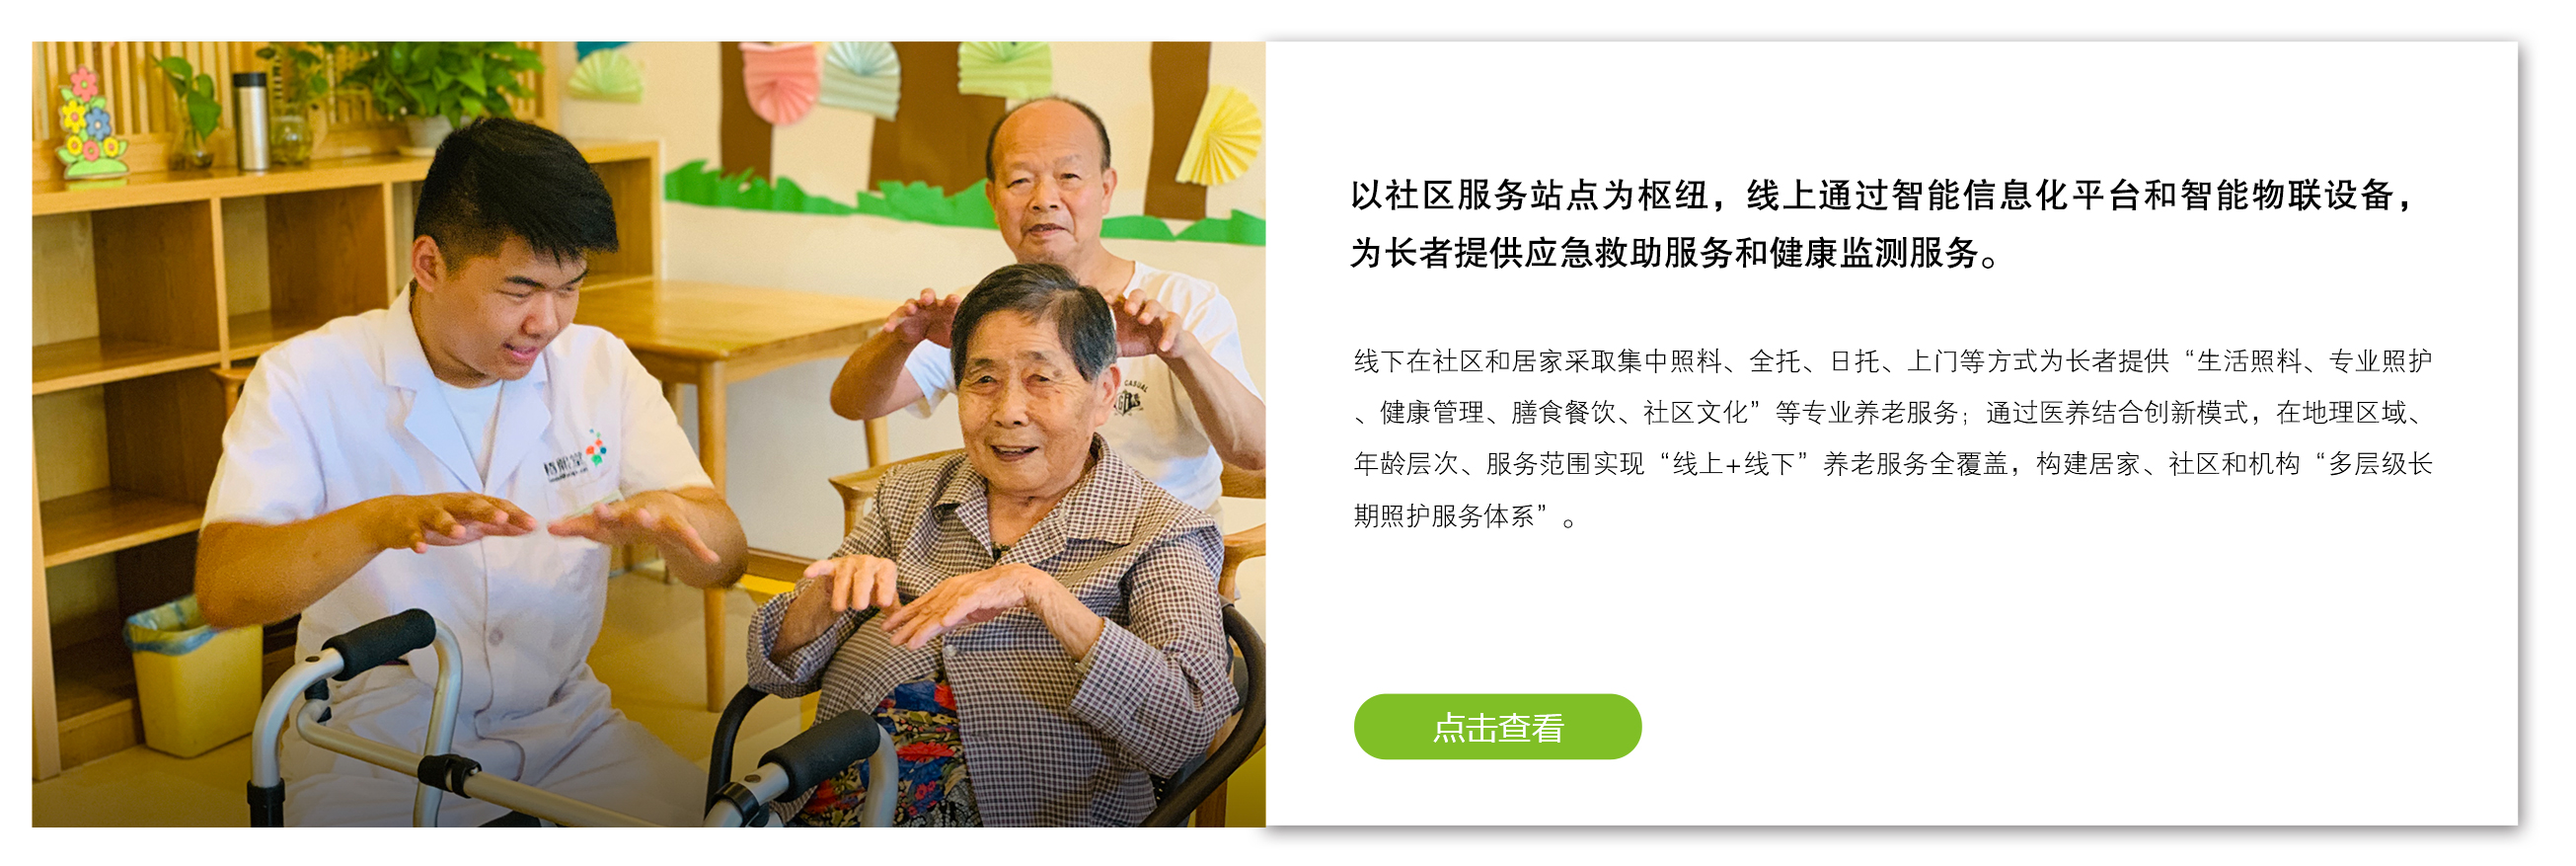 以社区服务站点为枢纽，线上通过智能信息化平台和智能物联设备，
为长者提供应急救助服务和健康监测服务。
线下在社区和居家采取集中照料、全托、日托、上门等方式为长者提供“生活照料、专业照护
、健康管理、膳食餐饮、社区文化”等专业养老服务；通过医养结合创新模式，在地理区域、
年龄层次、服务范围实现“线上+线下”养老服务全覆盖，构建居家、社区和机构“多层级长
期照护服务体系”。
点击查看
CASUAL